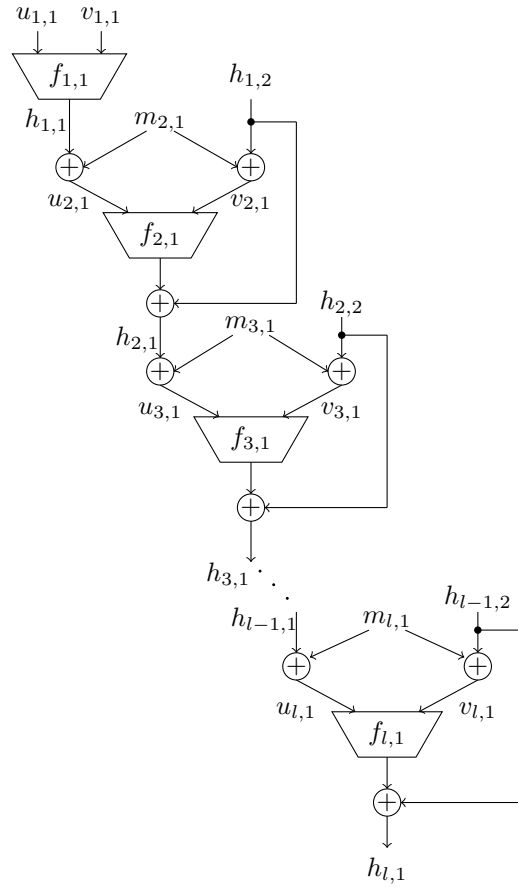 u_{1,1} v_{1,1}
f_{1,1}
h_{1,1} m_{2,1} h_{1,2}
+ +
u_{2,1} v_{2,1}
f_{2,1}
+
h_{2,1} m_{3,1} h_{2,2}
+ +
u_{3,1} v_{3,1}
f_{3,1}
+
h_{3,1} ⋱
h_{l−1,1} m_{l,1} h_{l−1,2}
+ +
u_{l,1} v_{l,1}
f_{l,1}
+
h_{l,1}